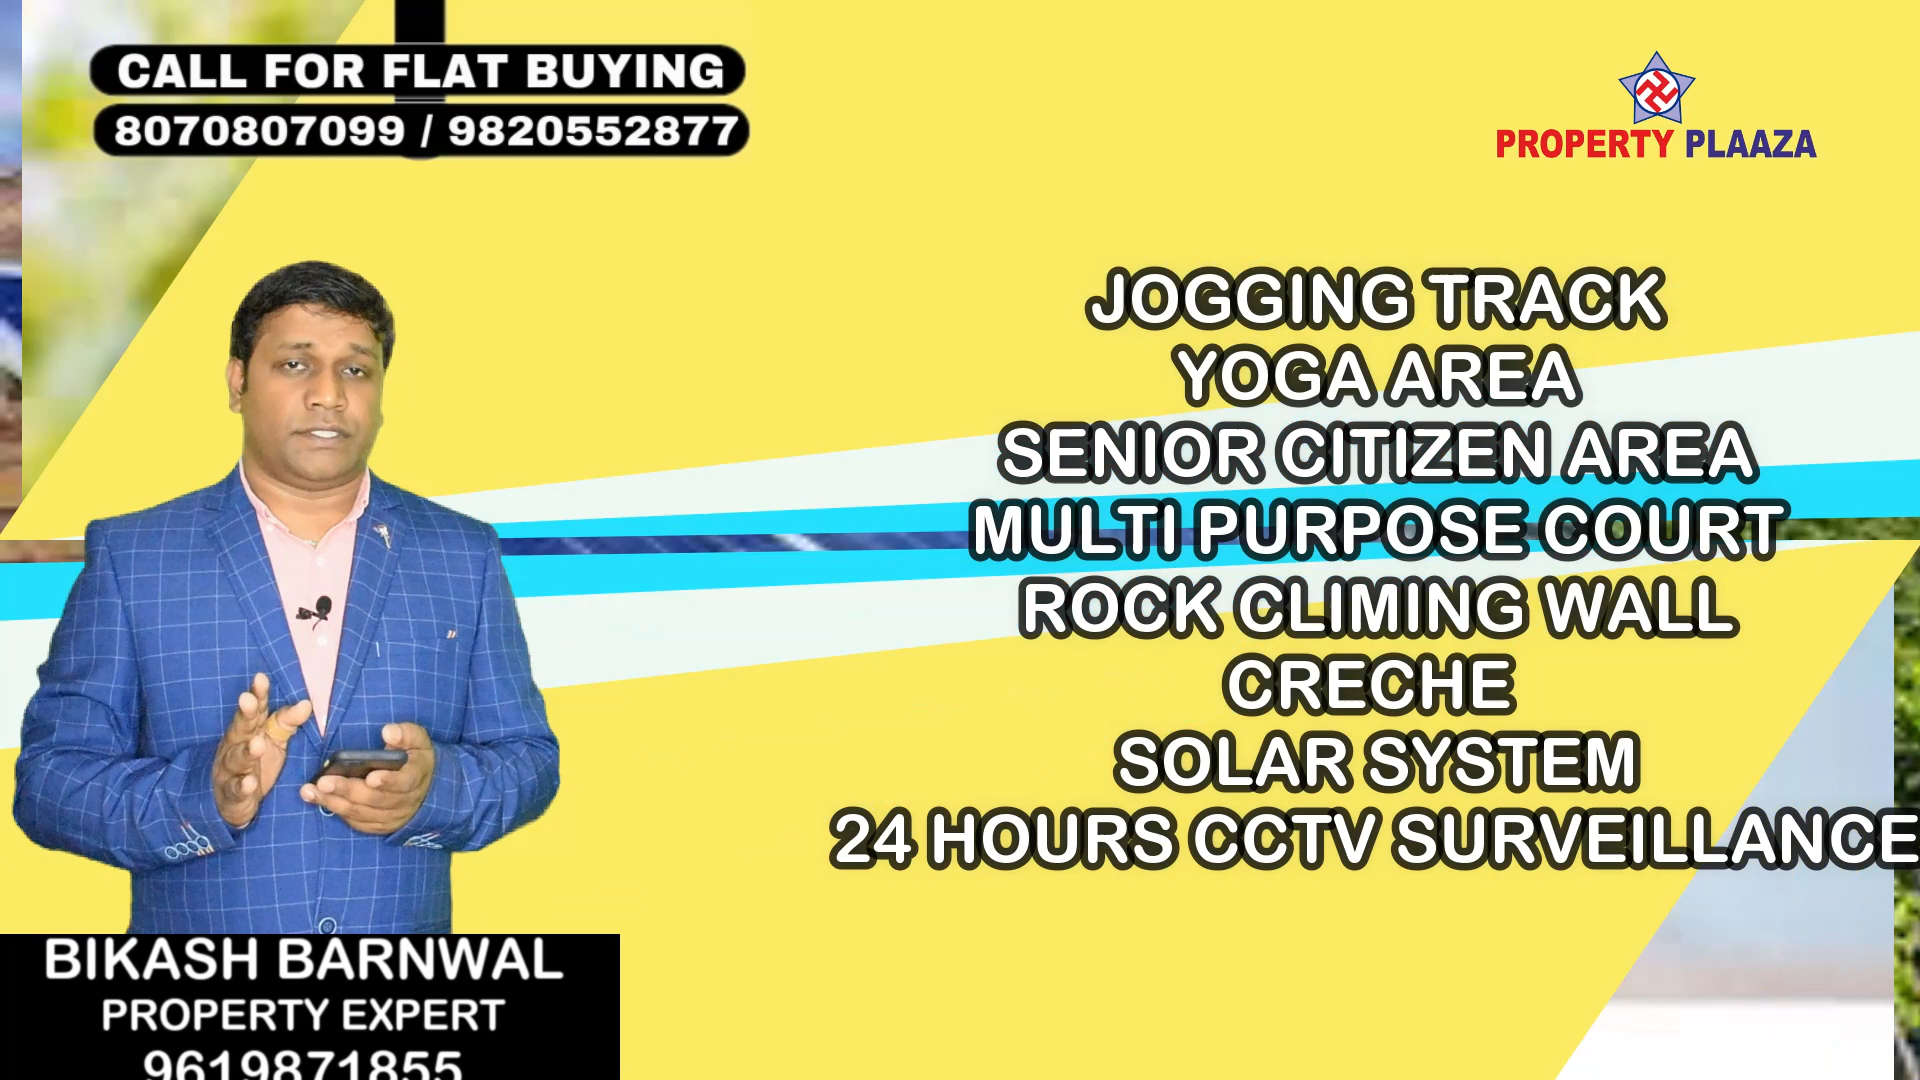 CALL FOR FLAT BUYING
8070807099 / 9820552877
PROPERTY PLAAZA
JOGGING TRACK
YOGA AREA
SENIOR CITIZEN AREA
MULTI PURPOSE COURT
ROCK CLIMING WALL
CRECHE
SOLAR SYSTEM
24 HOURS CCTV SURVEILLANCE
BIKASH BARNWAL
PROPERTY EXPERT
9619871855